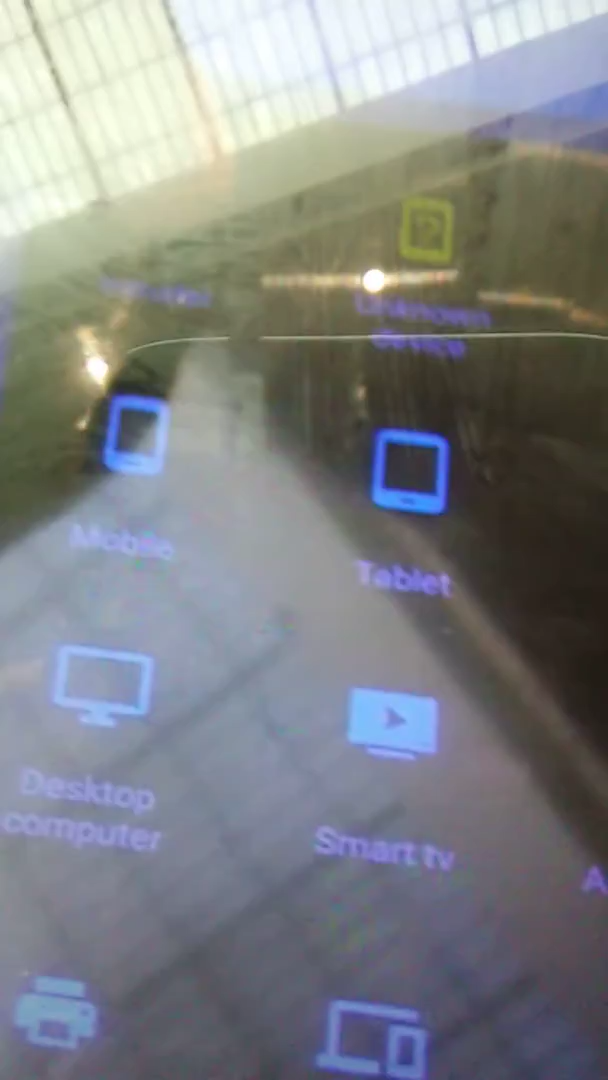 Unknown
device
Mobile
Tablet
Desktop
computer
Smart tv
A